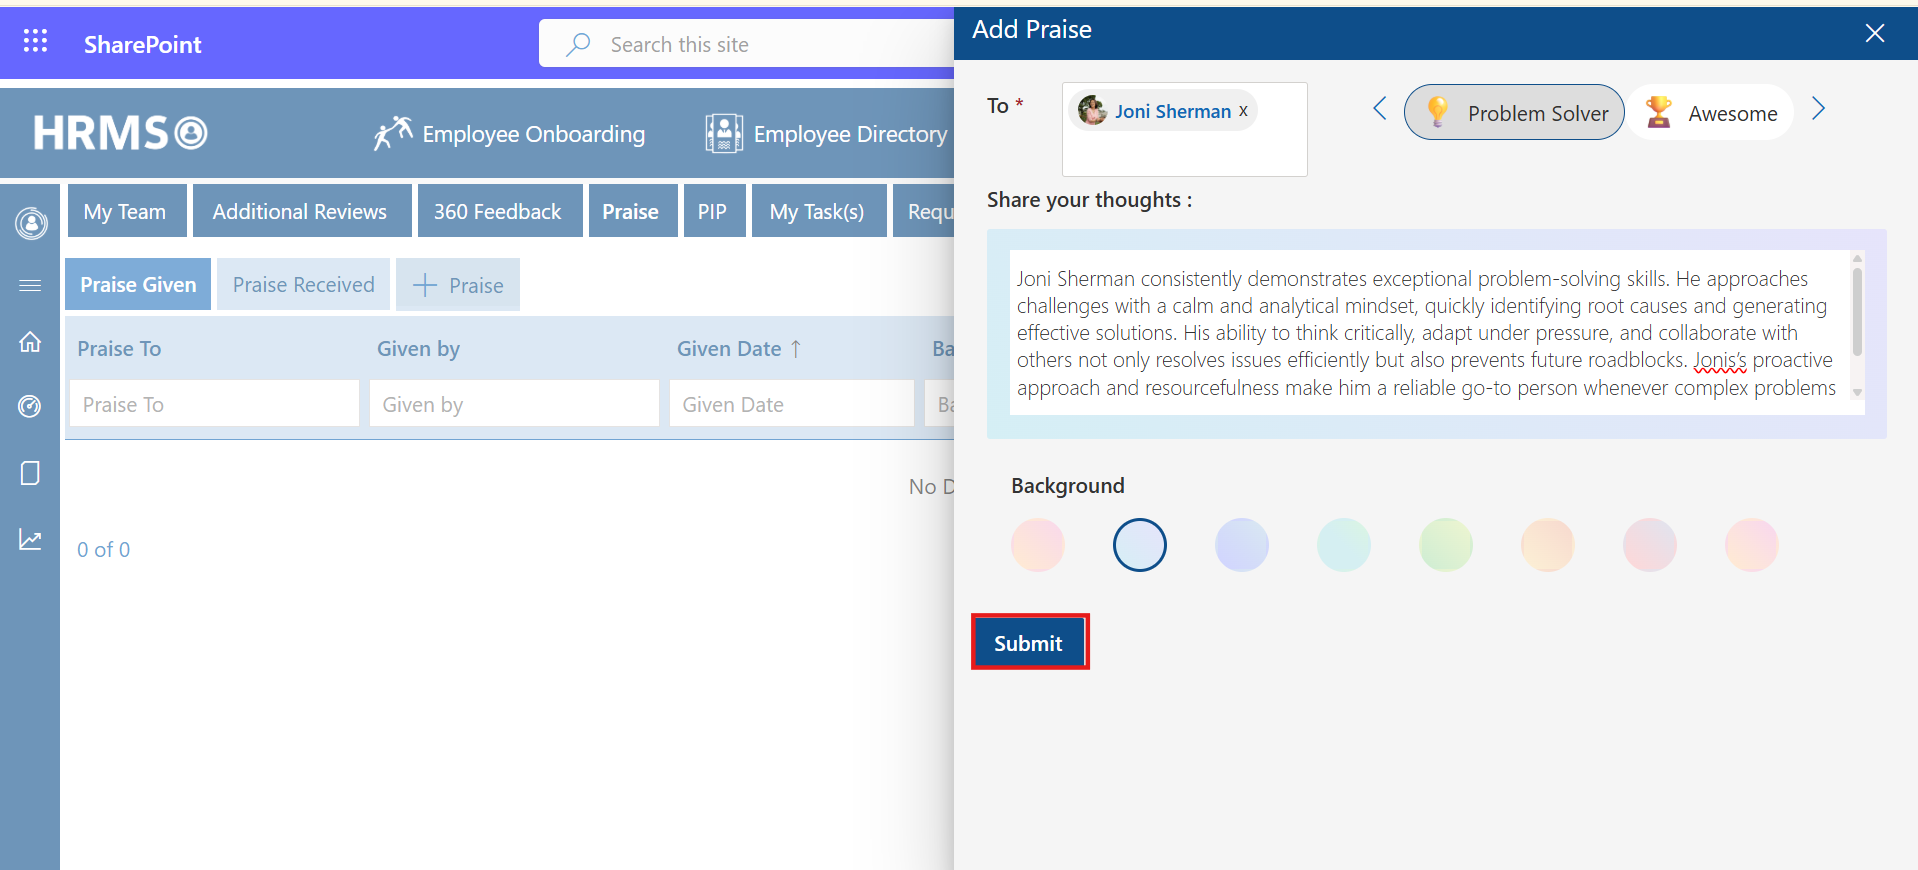 SharePoint
Search this site
HRMS
Employee Onboarding
Employee Directory
My Team
Additional Reviews
360 Feedback
Praise
PIP
My Task(s)
Requ
Praise Given
Praise Received
Praise
Praise To
Given by
Given Date ↑
Ba
Praise To
Given by
Given Date
Ba
No D
0 of 0
Add Praise
To *
Joni Sherman x
Problem Solver
Awesome
Share your thoughts :
Joni Sherman consistently demonstrates exceptional problem-solving skills. He approaches
challenges with a calm and analytical mindset, quickly identifying root causes and generating
effective solutions. His ability to think critically, adapt under pressure, and collaborate with
others not only resolves issues efficiently but also prevents future roadblocks. Jonis’s proactive
approach and resourcefulness make him a reliable go-to person whenever complex problems
Background
Submit